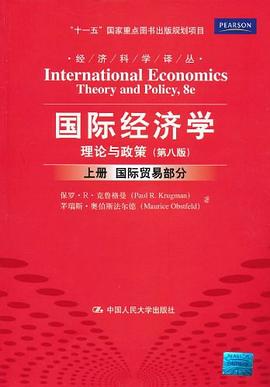 "十一五"国家重点图书出版规划项目
PEARSON
·经·济·科·学·译·丛·
International Economics
Theory and Policy, 8e
国际经济学
理论与政策(第八版)
上册 国际贸易部分
保罗·R·克鲁格曼 (Paul R. Krugman)
茅瑞斯·奥伯斯法尔德 (Maurice Obstfeld) 著
中国人民大学出版社